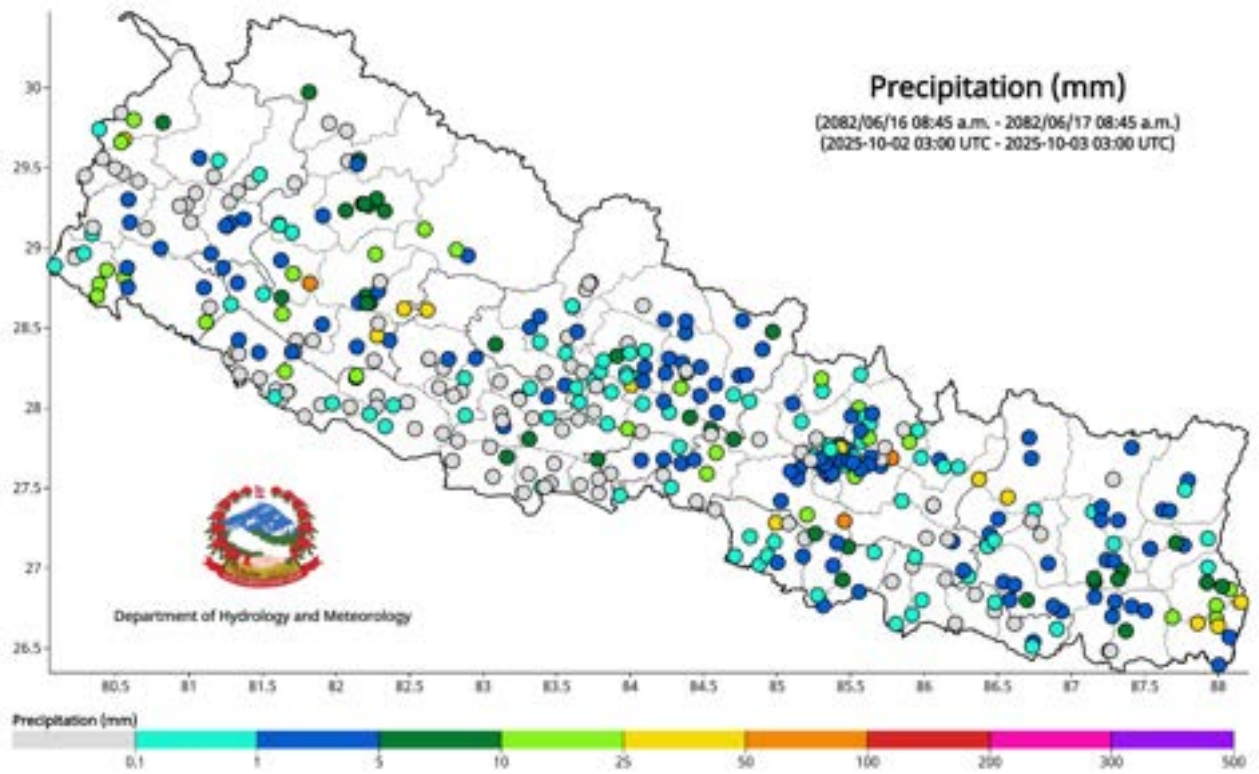 Precipitation (mm)
(2082/06/16 08:45 a.m. - 2082/06/17 08:45 a.m.)
(2025-10-02 03:00 UTC - 2025-10-03 03:00 UTC)
30
29.5
29
28.5
28
27.5
27
26.5
Department of Hydrology and Meteorology
80.5 81 81.5 82 82.5 83 83.5 84 84.5 85 85.5 86 86.5 87 87.5 88
Precipitation (mm)
0.1 1 5 10 25 50 100 200 300 500